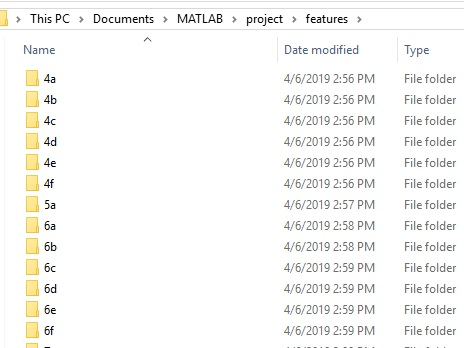 This PC > Documents > MATLAB > project > features >
Name Date modified Type
4a 4/6/2019 2:56 PM File folder
4b 4/6/2019 2:56 PM File folder
4c 4/6/2019 2:56 PM File folder
4d 4/6/2019 2:56 PM File folder
4e 4/6/2019 2:56 PM File folder
4f 4/6/2019 2:56 PM File folder
5a 4/6/2019 2:57 PM File folder
6a 4/6/2019 2:58 PM File folder
6b 4/6/2019 2:58 PM File folder
6c 4/6/2019 2:59 PM File folder
6d 4/6/2019 2:59 PM File folder
6e 4/6/2019 2:59 PM File folder
6f 4/6/2019 2:59 PM File folder